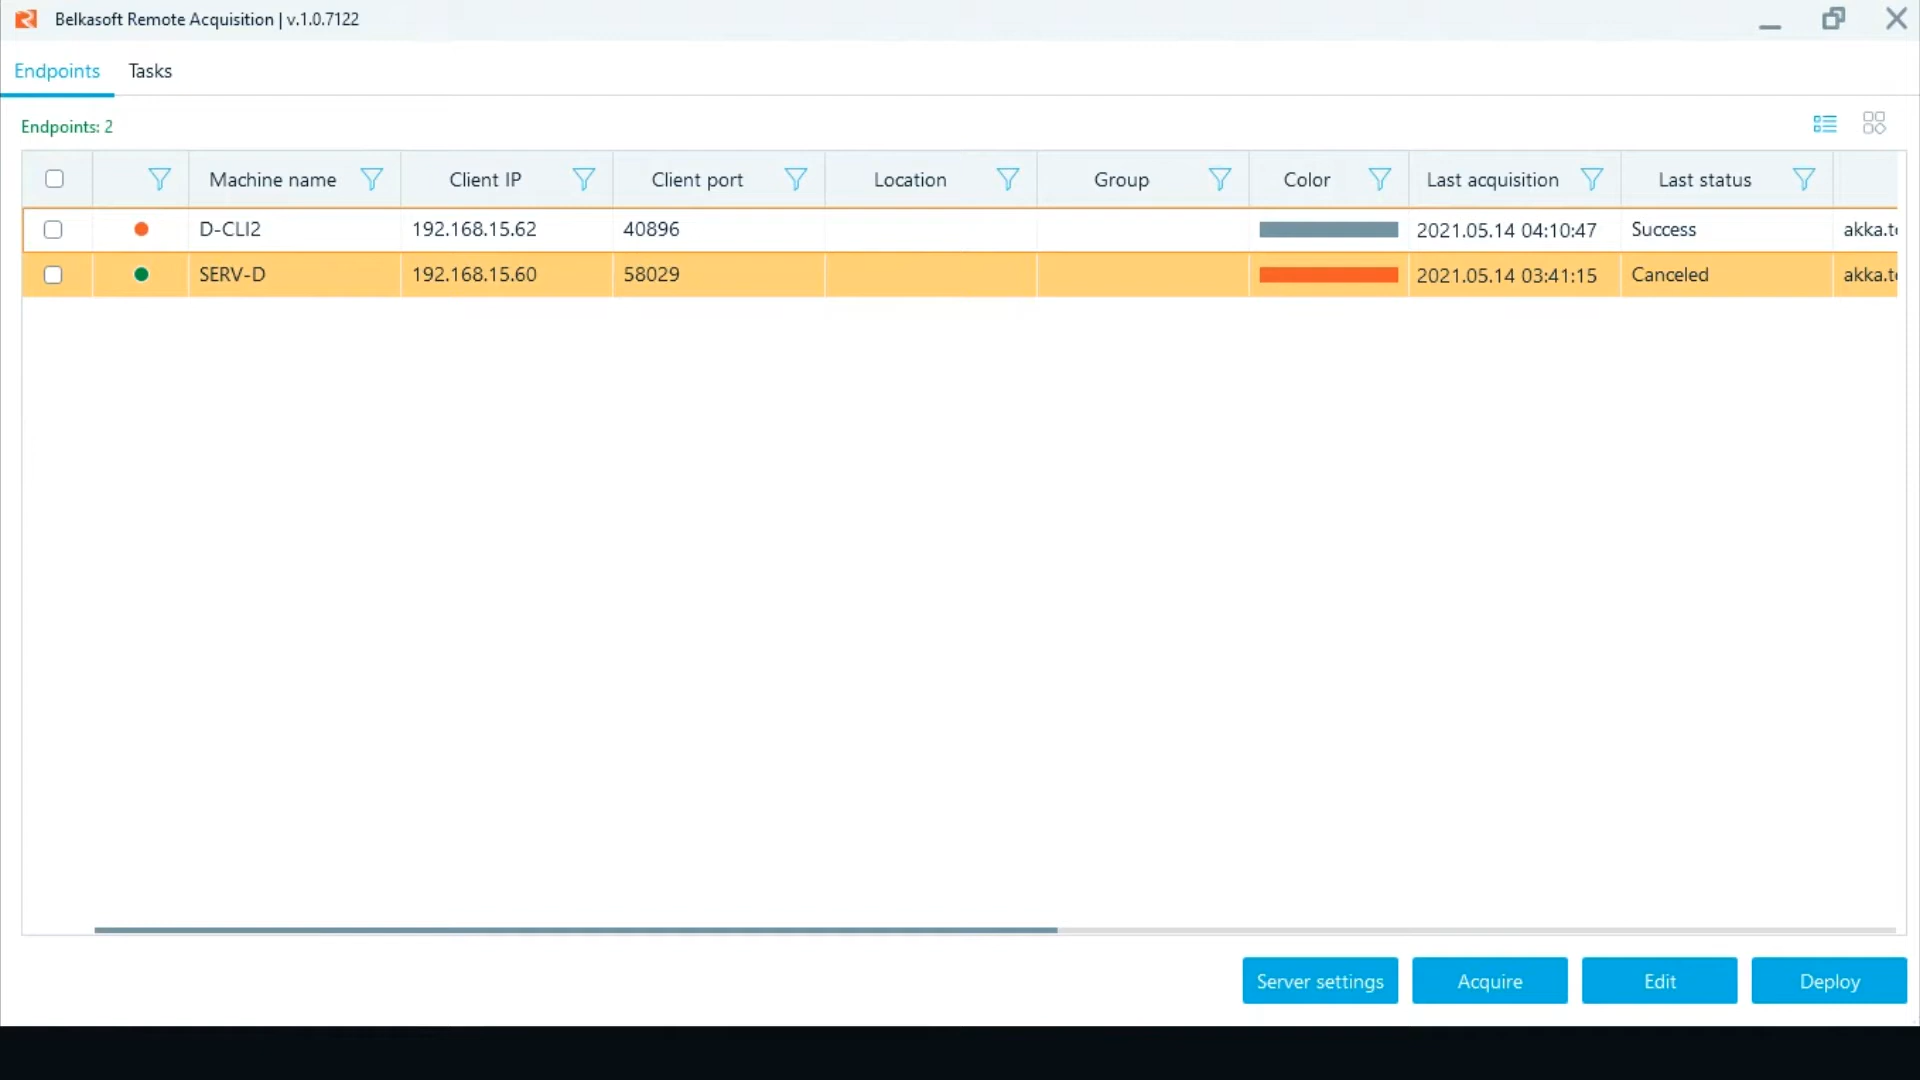 Belkasoft Remote Acquisition | v.1.0.7122
Endpoints Tasks
Endpoints: 2
Machine name Client IP Client port Location Group Color Last acquisition Last status
D-CLI2 192.168.15.62 40896 2021.05.14 04:10:47 Success akka.t
SERV-D 192.168.15.60 58029 2021.05.14 03:41:15 Canceled akka.t
Server settings Acquire Edit Deploy